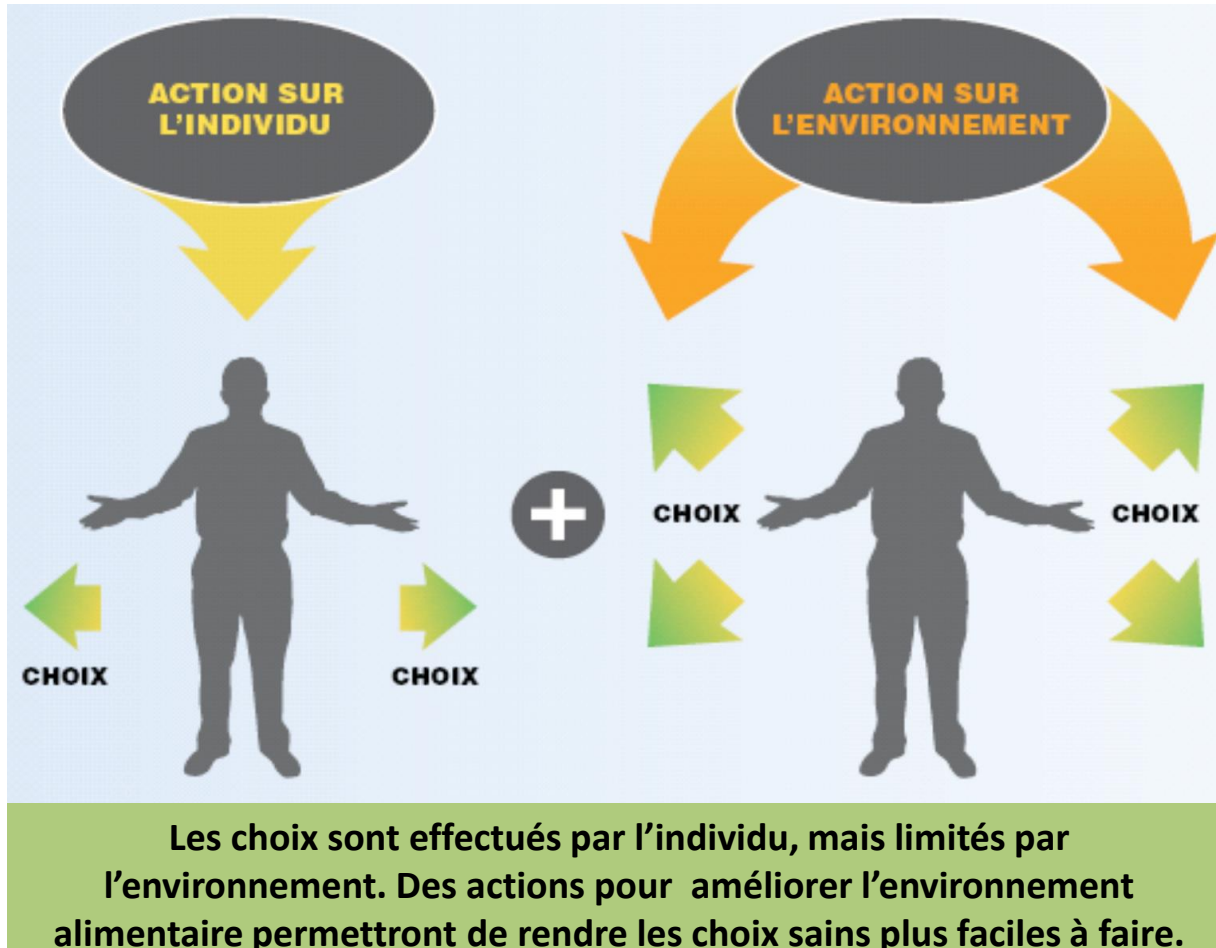 ACTION SUR
L'INDIVIDU
ACTION SUR
L'ENVIRONNEMENT
CHOIX
CHOIX
CHOIX
CHOIX
Les choix sont effectués par l'individu, mais limités par
l'environnement. Des actions pour  améliorer l'environnement
alimentaire permettront de rendre les choix sains plus faciles à faire.